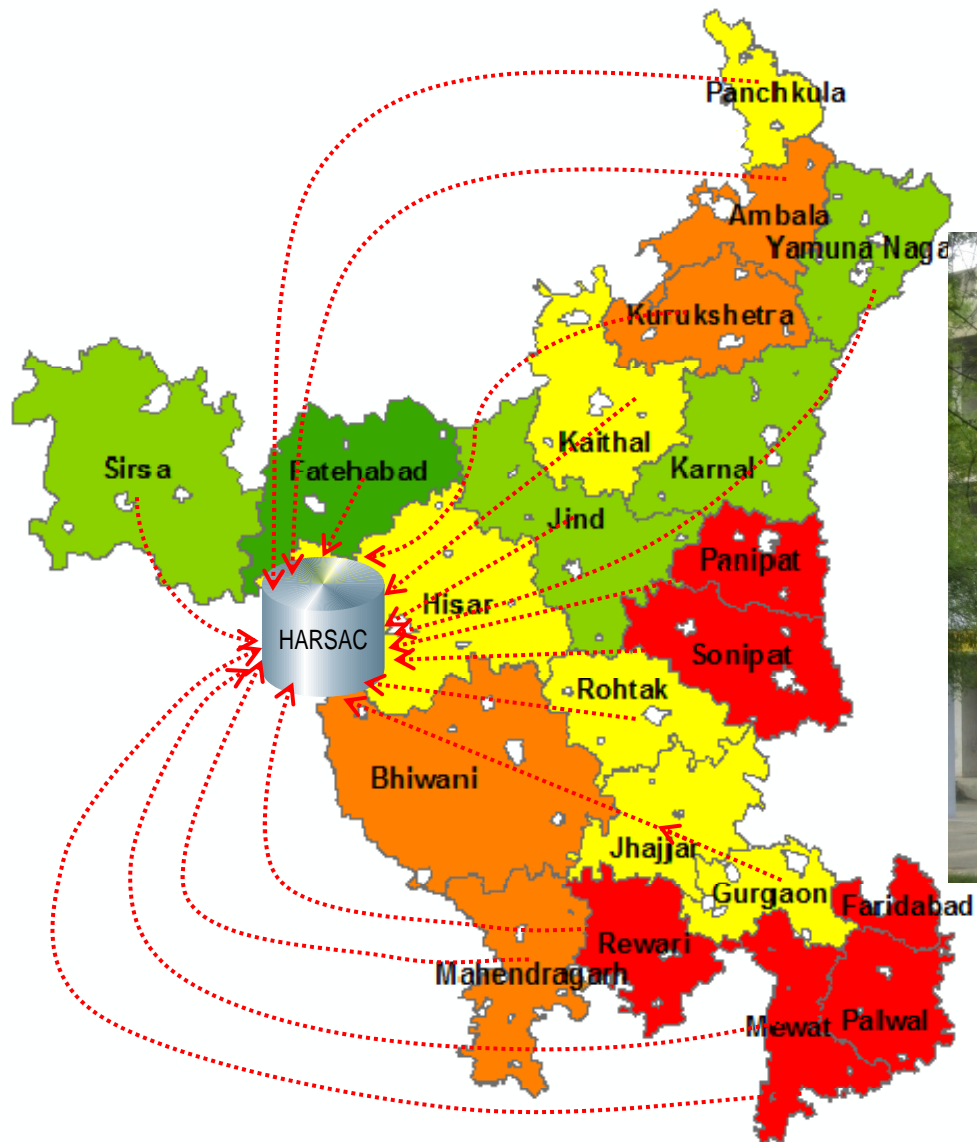 Panchkula
Ambala
Yamuna Naga
Kurukshetra
Kaithal
Karnal
Sirsa
Fatehabad
Jind
Panipat
Hisar
HARSAC
Sonipat
Rohtak
Bhiwani
Jhajjar
Gurgaon
Faridabad
Rewari
Mahendragarh
Mewat
Palwal